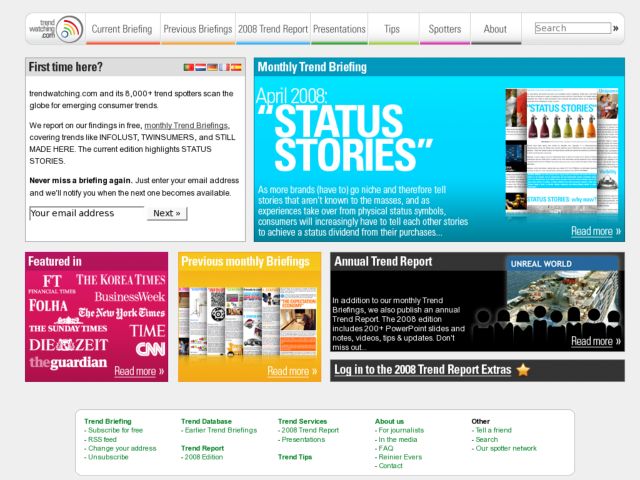 trend
watching
.com
Current Briefing
Previous Briefings
2008 Trend Report
Presentations
Tips
Spotters
About
Search
»
First time here?
trendwatching.com and its 8,000+ trend spotters scan the
globe for emerging consumer trends.
We report on our findings in free, monthly Trend Briefings,
covering trends like INFOLUST, TWINSUMERS, and STILL
MADE HERE. The current edition highlights STATUS
STORIES.
Never miss a briefing again. Just enter your email address
and we'll notify you when the next one becomes available.
Your email address
Next »
Monthly Trend Briefing
April 2008:
“STATUS
STORIES”
As more brands (have to) go niche and therefore tell
stories that aren't known to the masses, and as
experiences take over from physical status symbols,
consumers will increasingly have to tell each other stories
to achieve a status dividend from their purchases...
"STATUS STORIES"
STATUS STORIES: why now?
Read more »
Featured in
FT
FINANCIAL TIMES
THE KOREA TIMES
BusinessWeek
FOLHA
The New York Times
THE SUNDAY TIMES
TIME
DIE ZEIT
CNN
theguardian
Read more »
Previous monthly Briefings
"THE EXPECTATION
ECONOMY"
Read more »
Annual Trend Report
UNREAL WORLD
In addition to our monthly Trend
Briefings, we also publish an annual
Trend Report. The 2008 edition
includes 200+ PowerPoint slides and
notes, videos, tips & updates. Don't
miss out...
Read more »
Log in to the 2008 Trend Report Extras
Trend Briefing
- Subscribe for free
- RSS feed
- Change your address
- Unsubscribe
Trend Database
- Earlier Trend Briefings
Trend Report
- 2008 Edition
Trend Services
- 2008 Trend Report
- Presentations
Trend Tips
About us
- For journalists
- In the media
- FAQ
- Reinier Evers
- Contact
Other
- Tell a friend
- Search
- Our spotter network